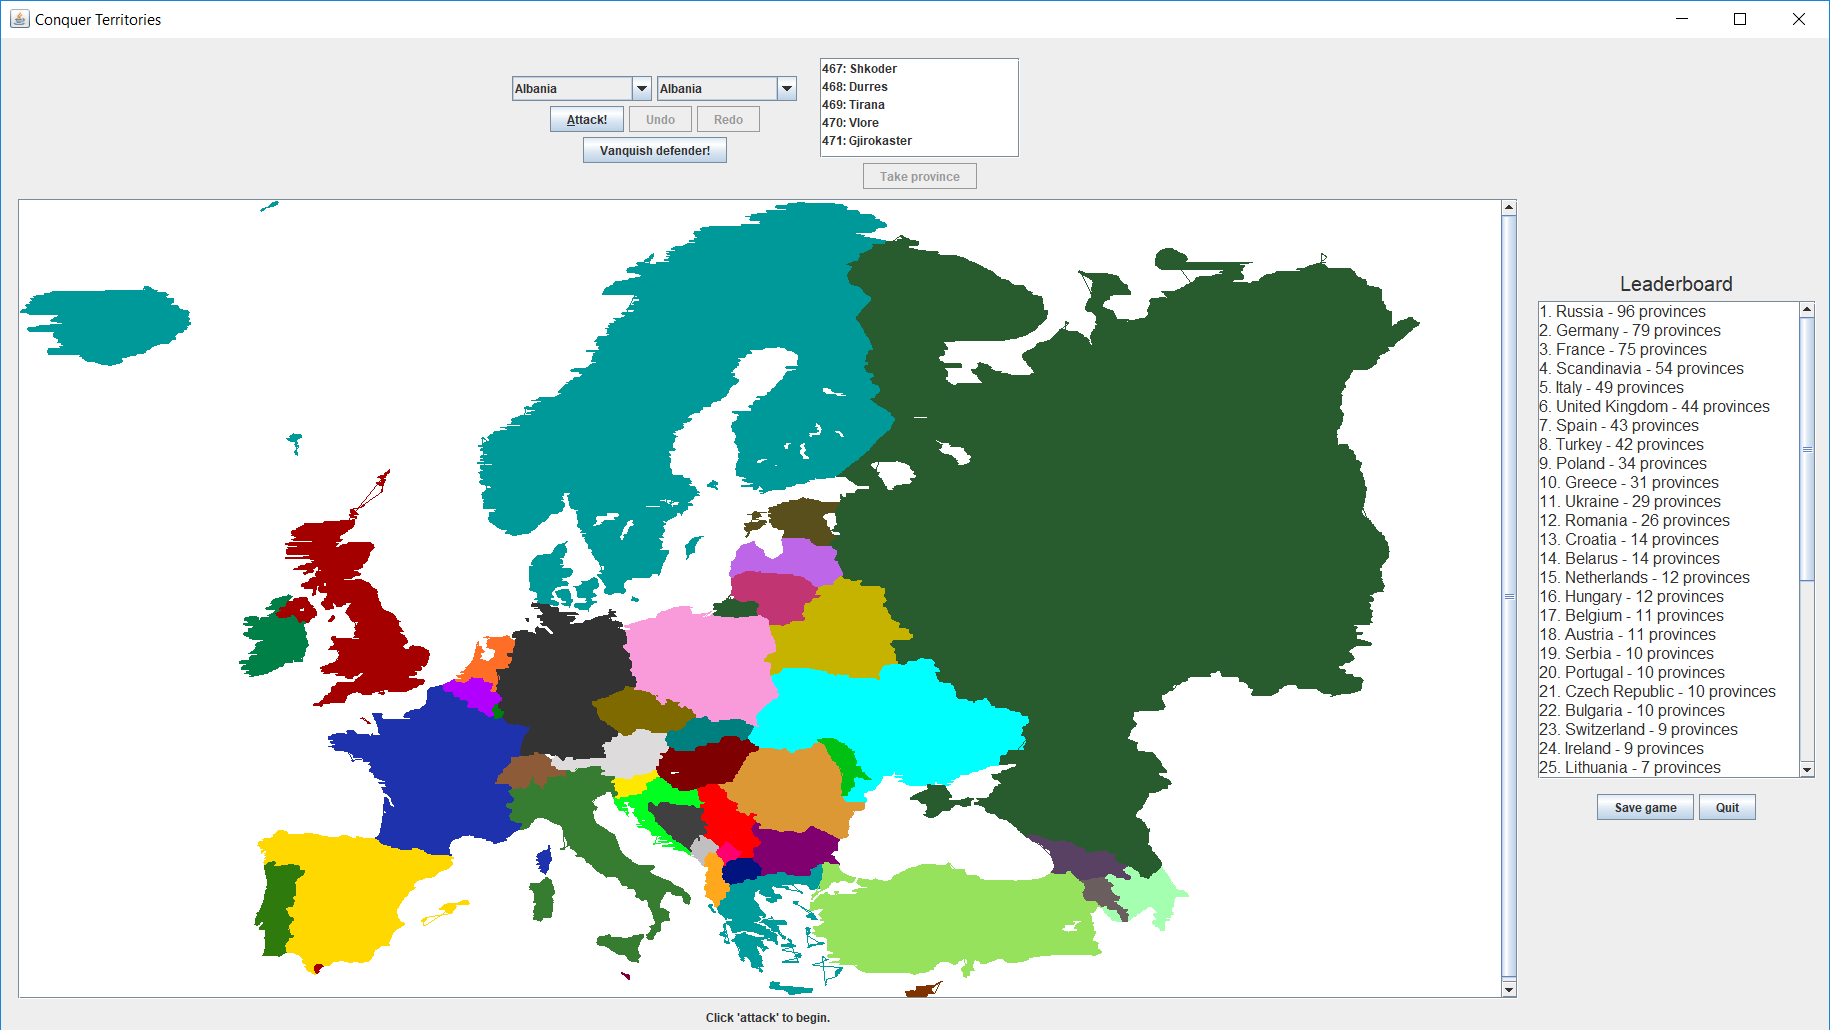 Conquer Territories
Albania
Albania
Attack!
Undo
Redo
Vanquish defender!
467: Shkoder
468: Durres
469: Tirana
470: Vlore
471: Gjirokaster
Take province
Leaderboard
1. Russia - 96 provinces
2. Germany - 79 provinces
3. France - 75 provinces
4. Scandinavia - 54 provinces
5. Italy - 49 provinces
6. United Kingdom - 44 provinces
7. Spain - 43 provinces
8. Turkey - 42 provinces
9. Poland - 34 provinces
10. Greece - 31 provinces
11. Ukraine - 29 provinces
12. Romania - 26 provinces
13. Croatia - 14 provinces
14. Belarus - 14 provinces
15. Netherlands - 12 provinces
16. Hungary - 12 provinces
17. Belgium - 11 provinces
18. Austria - 11 provinces
19. Serbia - 10 provinces
20. Portugal - 10 provinces
21. Czech Republic - 10 provinces
22. Bulgaria - 10 provinces
23. Switzerland - 9 provinces
24. Ireland - 9 provinces
25. Lithuania - 7 provinces
Save game
Quit
Click 'attack' to begin.